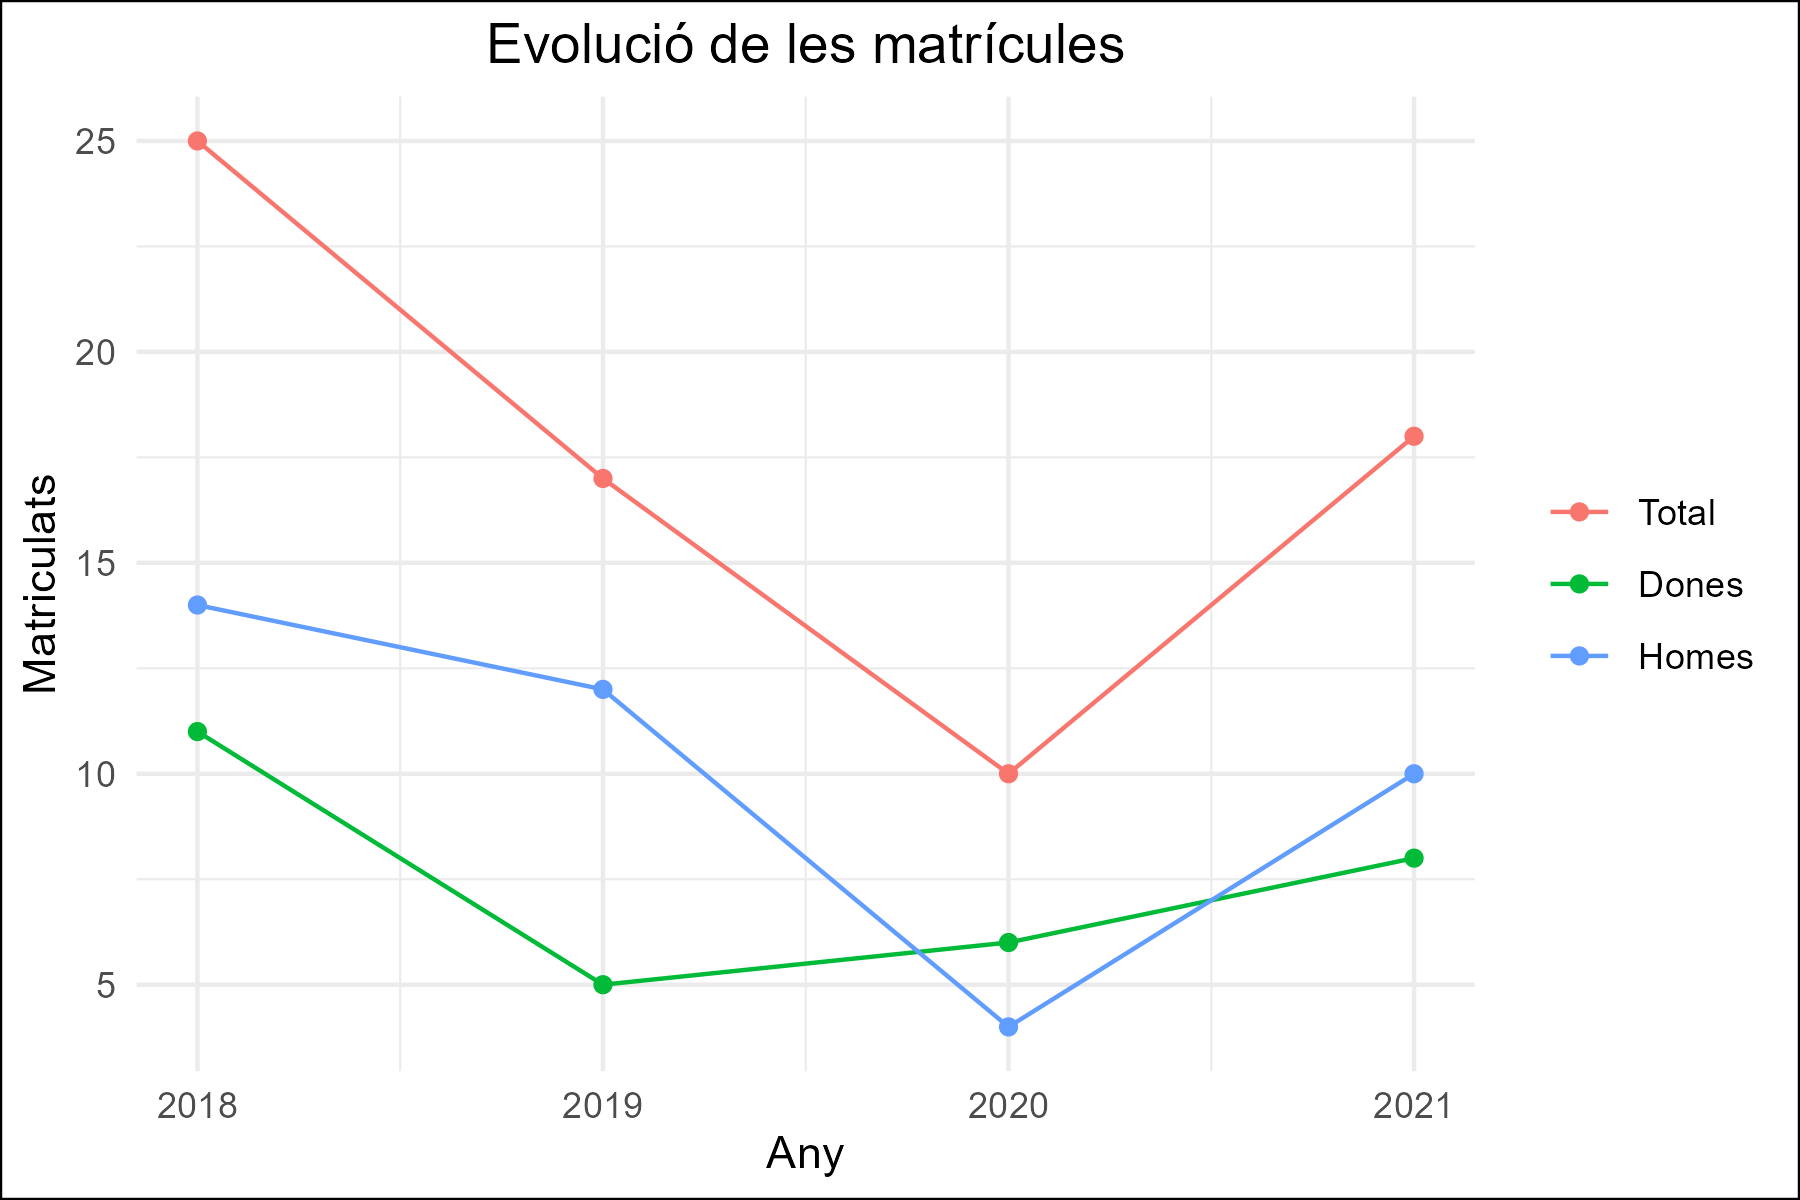 Evolució de les matrícules
Matriculats
25
20
15
10
5
2018 2019 2020 2021
Any
Total
Dones
Homes